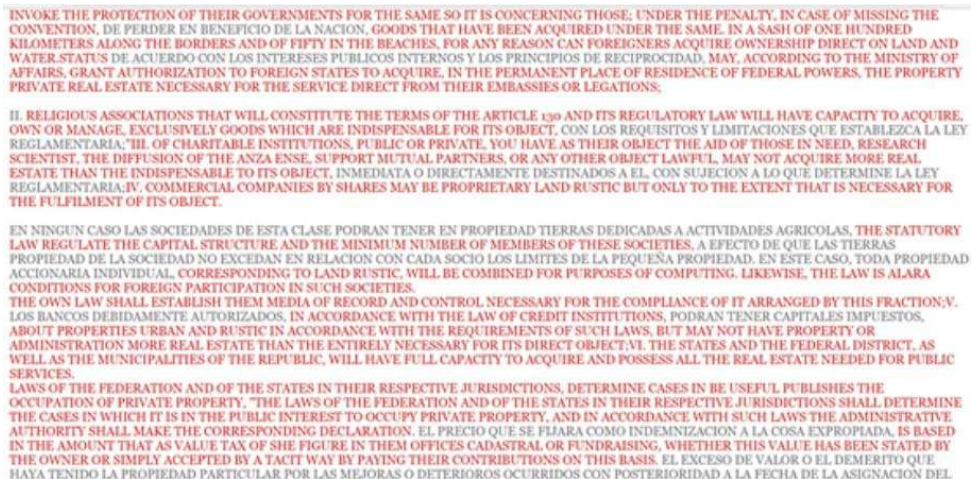 INVOKE THE PROTECTION OF THEIR GOVERNMENTS FOR THE SAME SO IT IS CONCERNING THOSE; UNDER THE PENALTY, IN CASE OF MISSING THE
CONVENTION, DE PERDER EN BENEFICIO DE LA NACION, GOODS THAT HAVE BEEN ACQUIRED UNDER THE SAME. IN A SASH OF ONE HUNDRED
KILOMETERS ALONG THE BORDERS AND OF FIFTY IN THE BEACHES, FOR ANY REASON CAN FOREIGNERS ACQUIRE OWNERSHIP DIRECT ON LAND AND
WATER.STATUS DE ACUERDO CON LOS INTERESES PUBLICOS INTERNOS Y LOS PRINCIPIOS DE RECIPROCIDAD, MAY, ACCORDING TO THE MINISTRY OF
AFFAIRS, GRANT AUTHORIZATION TO FOREIGN STATES TO ACQUIRE, IN THE PERMANENT PLACE OF RESIDENCE OF FEDERAL POWERS, THE PROPERTY
PRIVATE REAL ESTATE NECESSARY FOR THE SERVICE DIRECT FROM THEIR EMBASSIES OR LEGATIONS;
II. RELIGIOUS ASSOCIATIONS THAT WILL CONSTITUTE THE TERMS OF THE ARTICLE 130 AND ITS REGULATORY LAW WILL HAVE CAPACITY TO ACQUIRE,
OWN OR MANAGE, EXCLUSIVELY GOODS WHICH ARE INDISPENSABLE FOR ITS OBJECT, CON LOS REQUISITOS Y LIMITACIONES QUE ESTABLEZCA LA LEY
REGLAMENTARIA;"III. OF CHARITABLE INSTITUTIONS, PUBLIC OR PRIVATE, YOU HAVE AS THEIR OBJECT THE AID OF THOSE IN NEED, RESEARCH
SCIENTIST, THE DIFFUSION OF THE ANZA ENSE, SUPPORT MUTUAL PARTNERS, OR ANY OTHER OBJECT LAWFUL, MAY NOT ACQUIRE MORE REAL
ESTATE THAN THE INDISPENSABLE TO ITS OBJECT, INMEDIATA O DIRECTAMENTE DESTINADOS A EL, CON SUJECION A LO QUE DETERMINE LA LEY
REGLAMENTARIA;IV. COMMERCIAL COMPANIES BY SHARES MAY BE PROPRIETARY LAND RUSTIC BUT ONLY TO THE EXTENT THAT IS NECESSARY FOR
THE FULFILMENT OF ITS OBJECT.
EN NINGUN CASO LAS SOCIEDADES DE ESTA CLASE PODRAN TENER EN PROPIEDAD TIERRAS DEDICADAS A ACTIVIDADES AGRICOLAS, THE STATUTORY
LAW REGULATE THE CAPITAL STRUCTURE AND THE MINIMUM NUMBER OF MEMBERS OF THESE SOCIETIES, A EFECTO DE QUE LAS TIERRAS
PROPIEDAD DE LA SOCIEDAD NO EXCEDAN EN RELACION CON CADA SOCIO LOS LIMITES DE LA PEQUEÑA PROPIEDAD. EN ESTE CASO, TODA PROPIEDAD
ACCIONARIA INDIVIDUAL, CORRESPONDING TO LAND RUSTIC, WILL BE COMBINED FOR PURPOSES OF COMPUTING. LIKEWISE, THE LAW IS ALARA
CONDITIONS FOR FOREIGN PARTICIPATION IN SUCH SOCIETIES.
THE OWN LAW SHALL ESTABLISH THEM MEDIA OF RECORD AND CONTROL NECESSARY FOR THE COMPLIANCE OF IT ARRANGED BY THIS FRACTION;V.
LOS BANCOS DEBIDAMENTE AUTORIZADOS, IN ACCORDANCE WITH THE LAW OF CREDIT INSTITUTIONS, PODRAN TENER CAPITALES IMPUESTOS,
ABOUT PROPERTIES URBAN AND RUSTIC IN ACCORDANCE WITH THE REQUIREMENTS OF SUCH LAWS, BUT MAY NOT HAVE PROPERTY OR
ADMINISTRATION MORE REAL ESTATE THAN THE ENTIRELY NECESSARY FOR ITS DIRECT OBJECT;VI. THE STATES AND THE FEDERAL DISTRICT, AS
WELL AS THE MUNICIPALITIES OF THE REPUBLIC, WILL HAVE FULL CAPACITY TO ACQUIRE AND POSSESS ALL THE REAL ESTATE NEEDED FOR PUBLIC
SERVICES.
LAWS OF THE FEDERATION AND OF THE STATES IN THEIR RESPECTIVE JURISDICTIONS, DETERMINE CASES IN BE USEFUL PUBLISHES THE
OCCUPATION OF PRIVATE PROPERTY, "THE LAWS OF THE FEDERATION AND OF THE STATES IN THEIR RESPECTIVE JURISDICTIONS SHALL DETERMINE
THE CASES IN WHICH IT IS IN THE PUBLIC INTEREST TO OCCUPY PRIVATE PROPERTY, AND IN ACCORDANCE WITH SUCH LAWS THE ADMINISTRATIVE
AUTHORITY SHALL MAKE THE CORRESPONDING DECLARATION. EL PRECIO QUE SE FIJARA COMO INDEMNIZACION A LA COSA EXPROPIADA, IS BASED
IN THE AMOUNT THAT AS VALUE TAX OF SHE FIGURE IN THEM OFFICES CADASTRAL OR FUNDRAISING, WHETHER THIS VALUE HAS BEEN STATED BY
THE OWNER OR SIMPLY ACCEPTED BY A TACIT WAY BY PAYING THEIR CONTRIBUTIONS ON THIS BASIS. EL EXCESO DE VALOR O EL DEMERITO QUE
HAYA TENIDO LA PROPIEDAD PARTICULAR POR LAS MEJORAS O DETERIOROS OCURRIDOS CON POSTERIORIDAD A LA FECHA DE LA ASIGNACION DEL